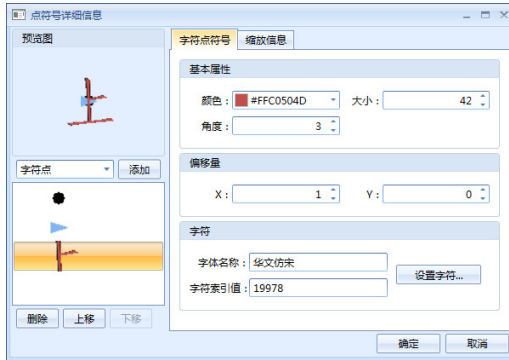 点符号详细信息
预览图
字符点
添加
删除
上移
下移
字符点符号
缩放信息
基本属性
颜色：
#FFC0504D
大小：
42
角度：
3
偏移量
X：
1
Y：
0
字符
字体名称：
华文仿宋
设置字符...
字符索引值：
19978
确定
取消